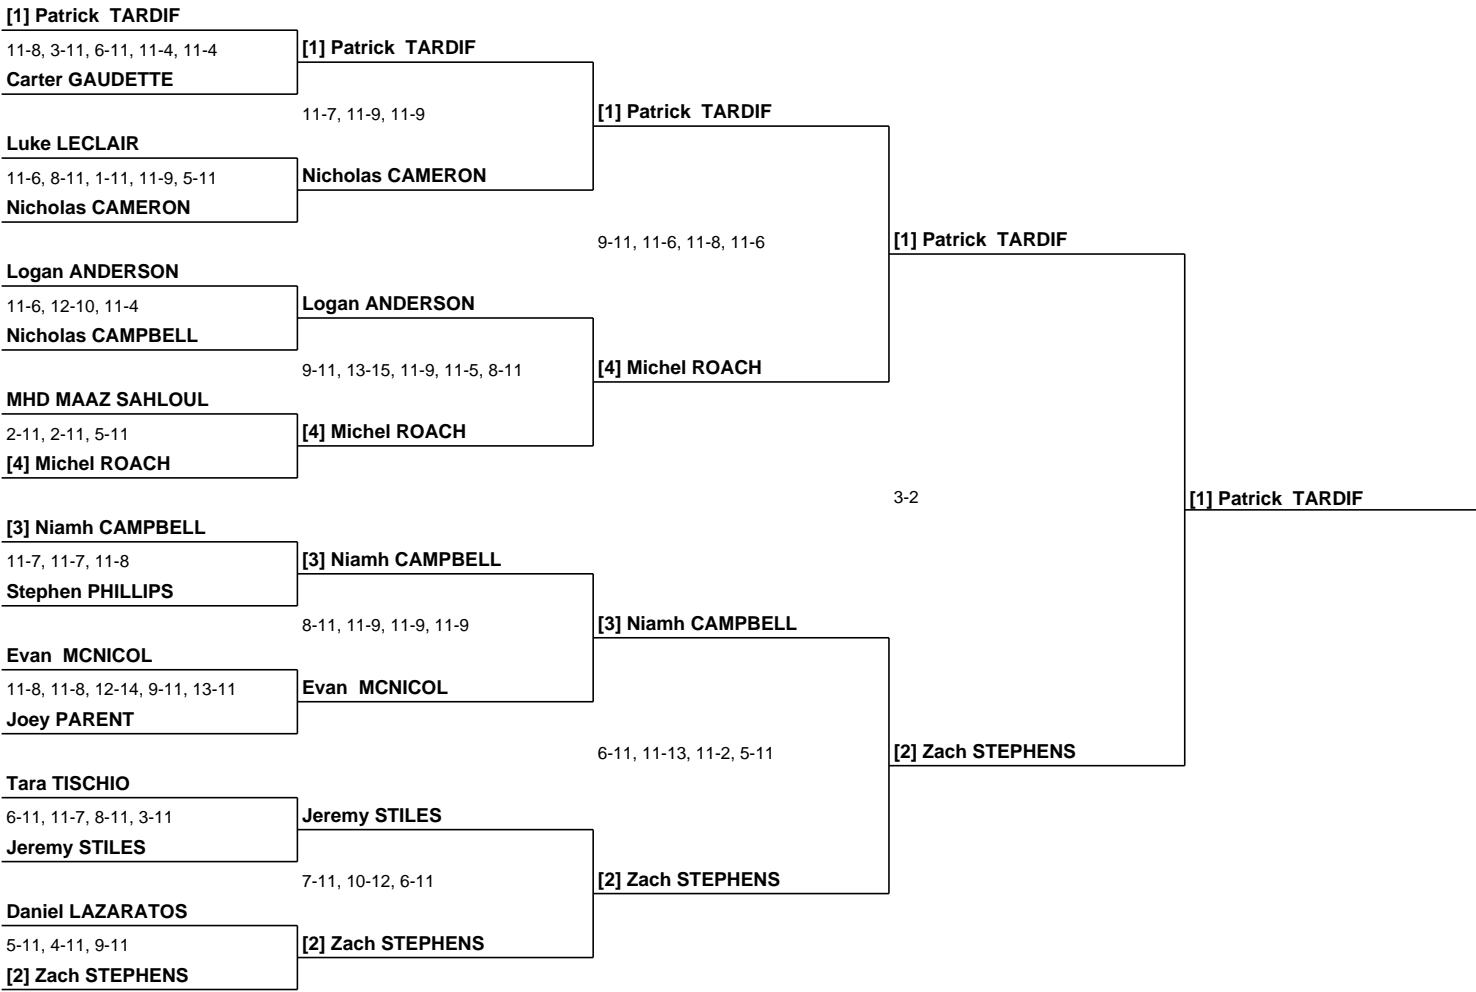 [1] Patrick  TARDIF
11-8, 3-11, 6-11, 11-4, 11-4
Carter GAUDETTE
Luke LECLAIR
11-6, 8-11, 1-11, 11-9, 5-11
Nicholas CAMERON
Logan ANDERSON
11-6, 12-10, 11-4
Nicholas CAMPBELL
MHD MAAZ SAHLOUL
2-11, 2-11, 5-11
[4] Michel ROACH
[3] Niamh CAMPBELL
11-7, 11-7, 11-8
Stephen PHILLIPS
Evan  MCNICOL
11-8, 11-8, 12-14, 9-11, 13-11
Joey PARENT
Tara TISCHIO
6-11, 11-7, 8-11, 3-11
Jeremy STILES
Daniel LAZARATOS
5-11, 4-11, 9-11
[2] Zach STEPHENS
[1] Patrick  TARDIF
11-7, 11-9, 11-9
Nicholas CAMERON
Logan ANDERSON
9-11, 13-15, 11-9, 11-5, 8-11
[4] Michel ROACH
[3] Niamh CAMPBELL
8-11, 11-9, 11-9, 11-9
Evan  MCNICOL
Jeremy STILES
7-11, 10-12, 6-11
[2] Zach STEPHENS
[1] Patrick  TARDIF
9-11, 11-6, 11-8, 11-6
[4] Michel ROACH
[3] Niamh CAMPBELL
6-11, 11-13, 11-2, 5-11
[2] Zach STEPHENS
[1] Patrick  TARDIF
3-2
[2] Zach STEPHENS
[1] Patrick  TARDIF